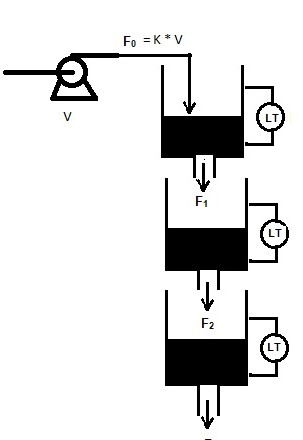 F₀ = K * V
V
LT
F₁
LT
F₂
LT